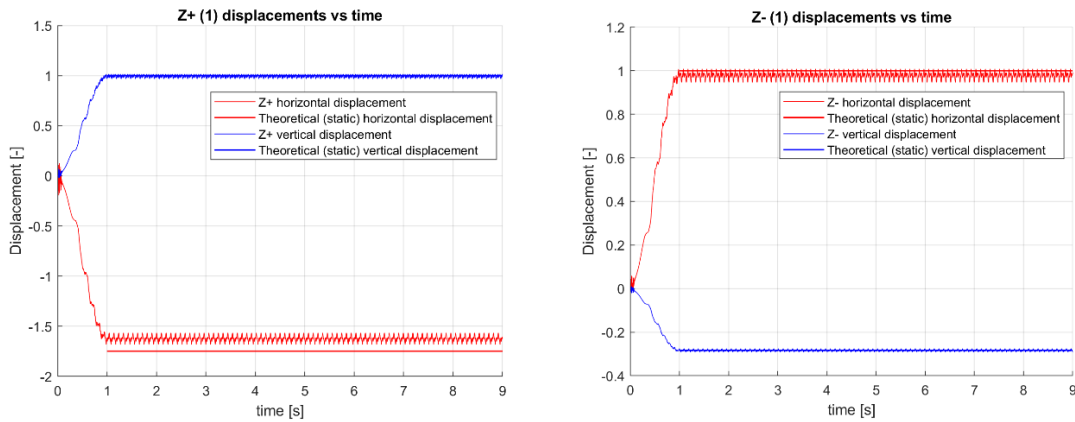 Z+ (1) displacements vs time
1.5
1
0.5
0
-0.5
-1
-1.5
-2
Displacement [-]
Z+ horizontal displacement
Theoretical (static) horizontal displacement
Z+ vertical displacement
Theoretical (static) vertical displacement
0 1 2 3 4 5 6 7 8 9
time [s]
Z- (1) displacements vs time
1.2
1
0.8
0.6
0.4
0.2
0
-0.2
-0.4
Displacement [-]
Z- horizontal displacement
Theoretical (static) horizontal displacement
Z- vertical displacement
Theoretical (static) vertical displacement
0 1 2 3 4 5 6 7 8 9
time [s]